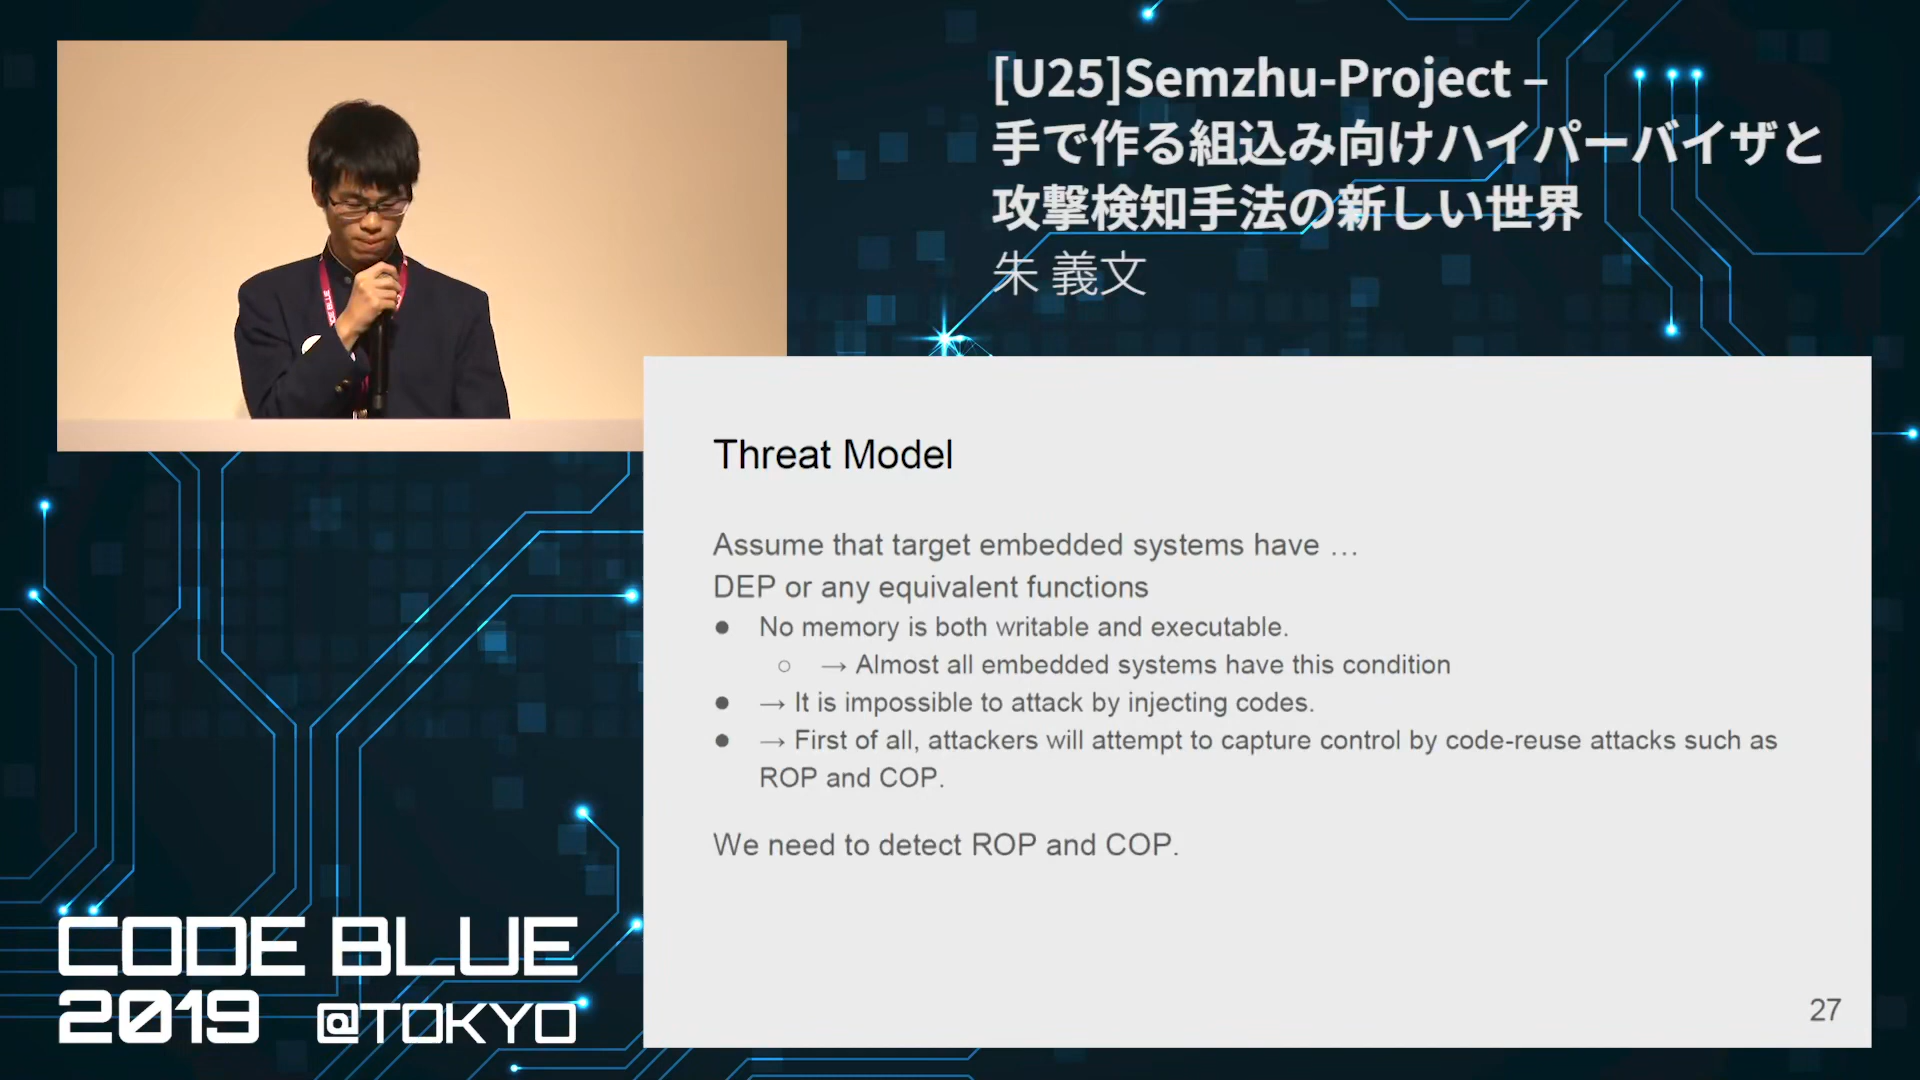 [U25]Semzhu-Project –
手で作る組込み向けハイパーバイザと
攻撃検知手法の新しい世界
朱 義文
Threat Model
Assume that target embedded systems have …
DEP or any equivalent functions
● No memory is both writable and executable.
○ → Almost all embedded systems have this condition
● → It is impossible to attack by injecting codes.
● → First of all, attackers will attempt to capture control by code-reuse attacks such as
ROP and COP.
We need to detect ROP and COP.
27
CODE BLUE
2019 @TOKYO